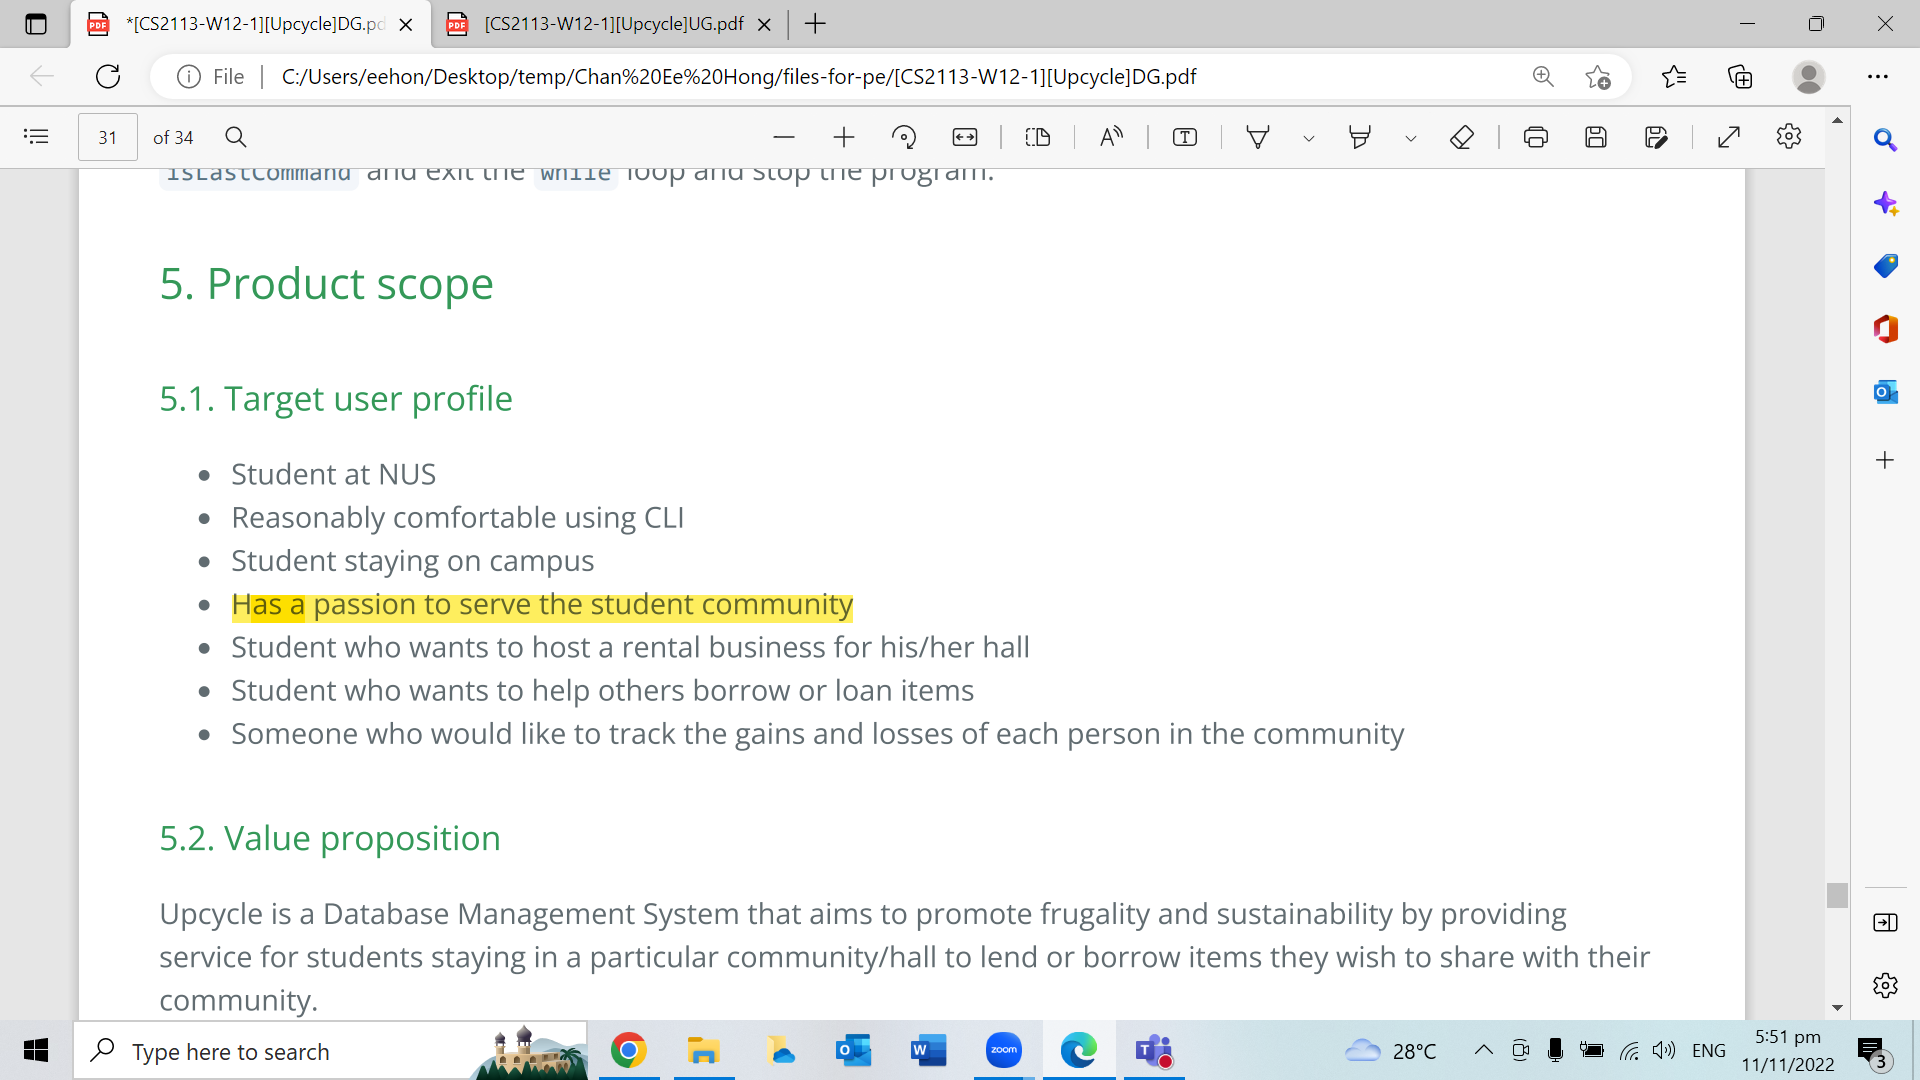 *[CS2113-W12-1][Upcycle]DG.pd
[CS2113-W12-1][Upcycle]UG.pdf
File
C:/Users/eehon/Desktop/temp/Chan%20Ee%20Hong/files-for-pe/[CS2113-W12-1][Upcycle]DG.pdf
31 of 34
isLastCommand and exit the while loop and stop the program.
5. Product scope
5.1. Target user profile
Student at NUS
Reasonably comfortable using CLI
Student staying on campus
Has a passion to serve the student community
Student who wants to host a rental business for his/her hall
Student who wants to help others borrow or loan items
Someone who would like to track the gains and losses of each person in the community
5.2. Value proposition
Upcycle is a Database Management System that aims to promote frugality and sustainability by providing
service for students staying in a particular community/hall to lend or borrow items they wish to share with their
community.
Type here to search
zoom
28°C
ENG
5:51 pm
11/11/2022
3